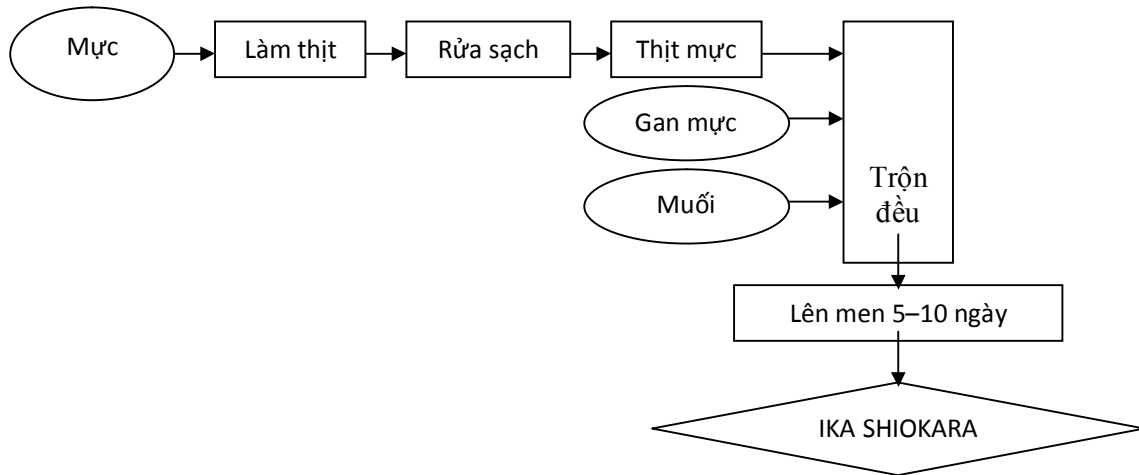 Mực
Làm thịt
Rửa sạch
Thịt mực
Gan mực
Muối
Trộn
đều
Lên men 5–10 ngày
IKA SHIOKARA